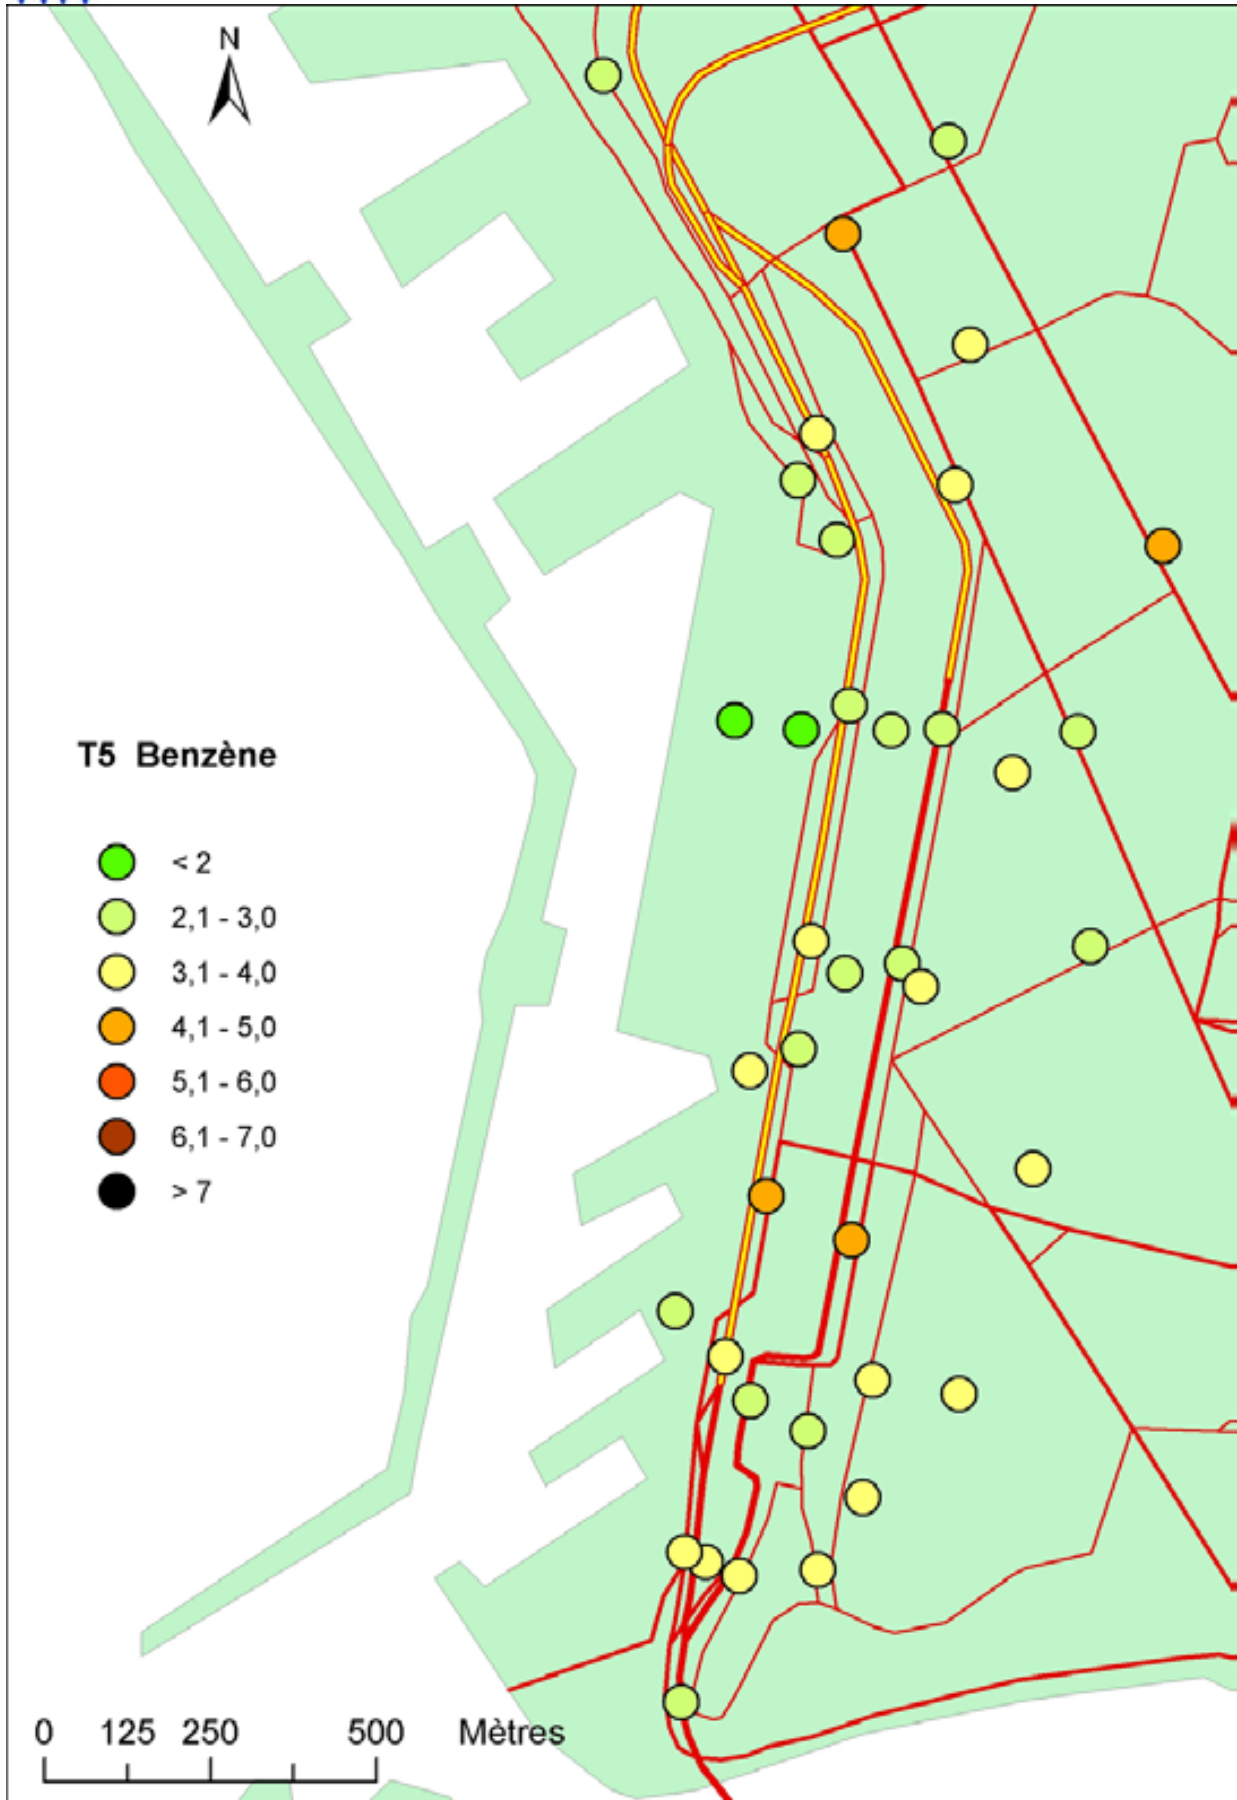 N
T5 Benzène
< 2
2,1 - 3,0
3,1 - 4,0
4,1 - 5,0
5,1 - 6,0
6,1 - 7,0
> 7
0 125 250 500 Mètres